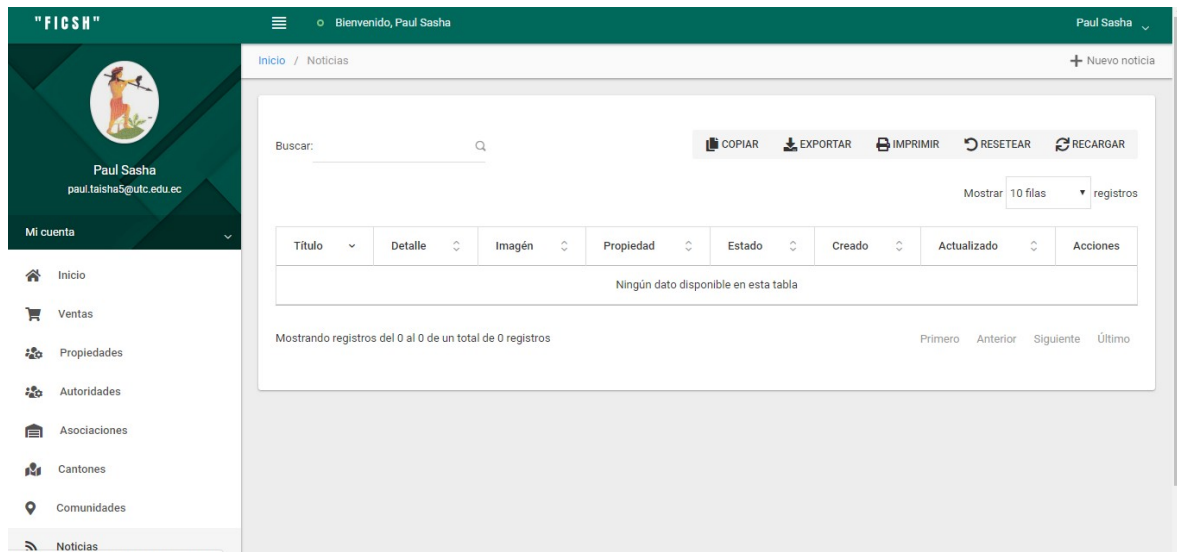 "FICSH"
Bienvenido, Paul Sasha
Paul Sasha
Inicio / Noticias
Nuevo noticia
Paul Sasha
paul.taisha5@utc.edu.ec
Mi cuenta
Inicio
Ventas
Propiedades
Autoridades
Asociaciones
Cantones
Comunidades
Noticias
Buscar:
COPIAR EXPORTAR IMPRIMIR RESETEAR RECARGAR
Mostrar 10 filas registros
Título Detalle Imagén Propiedad Estado Creado Actualizado Acciones
Ningún dato disponible en esta tabla
Mostrando registros del 0 al 0 de un total de 0 registros
Primero Anterior Siguiente Último